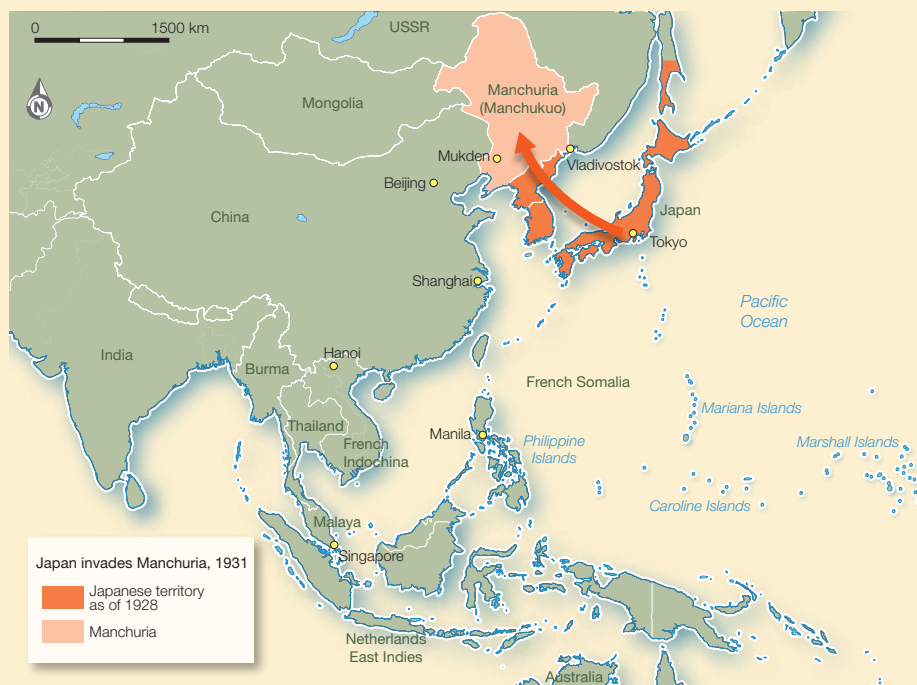 0 1500 km
USSR
N
Mongolia
Manchuria
(Manchukuo)
Mukden
Vladivostok
Beijing
China
Japan
Tokyo
Shanghai
Pacific
Ocean
India
Hanoi
Burma
French Somalia
Thailand
Mariana Islands
Manila
Philippine
Islands
French
Indochina
Marshall Islands
Caroline Islands
Malaya
Singapore
Japan invades Manchuria, 1931
Japanese territory
as of 1928
Manchuria
Netherlands
East Indies
Australia